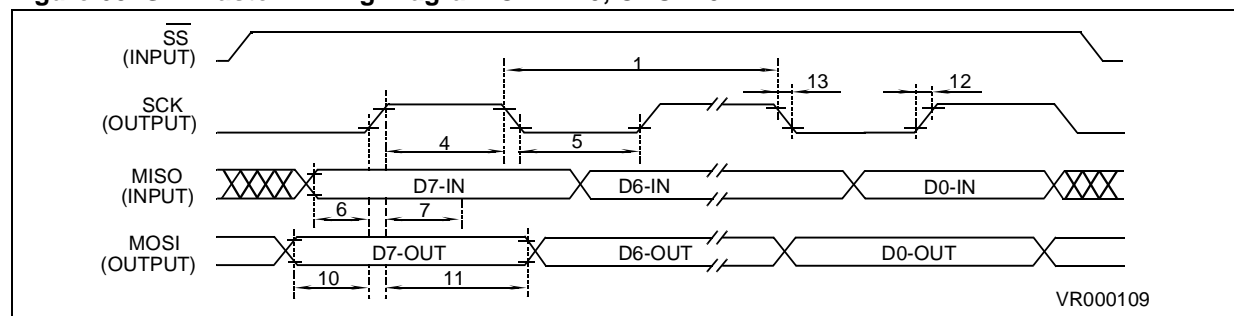 SS
(INPUT)
1
13
12
SCK
(OUTPUT)
4
5
MISO
(INPUT)
D7-IN
D6-IN
D0-IN
6
7
MOSI
(OUTPUT)
D7-OUT
D6-OUT
D0-OUT
10
11
VR000109